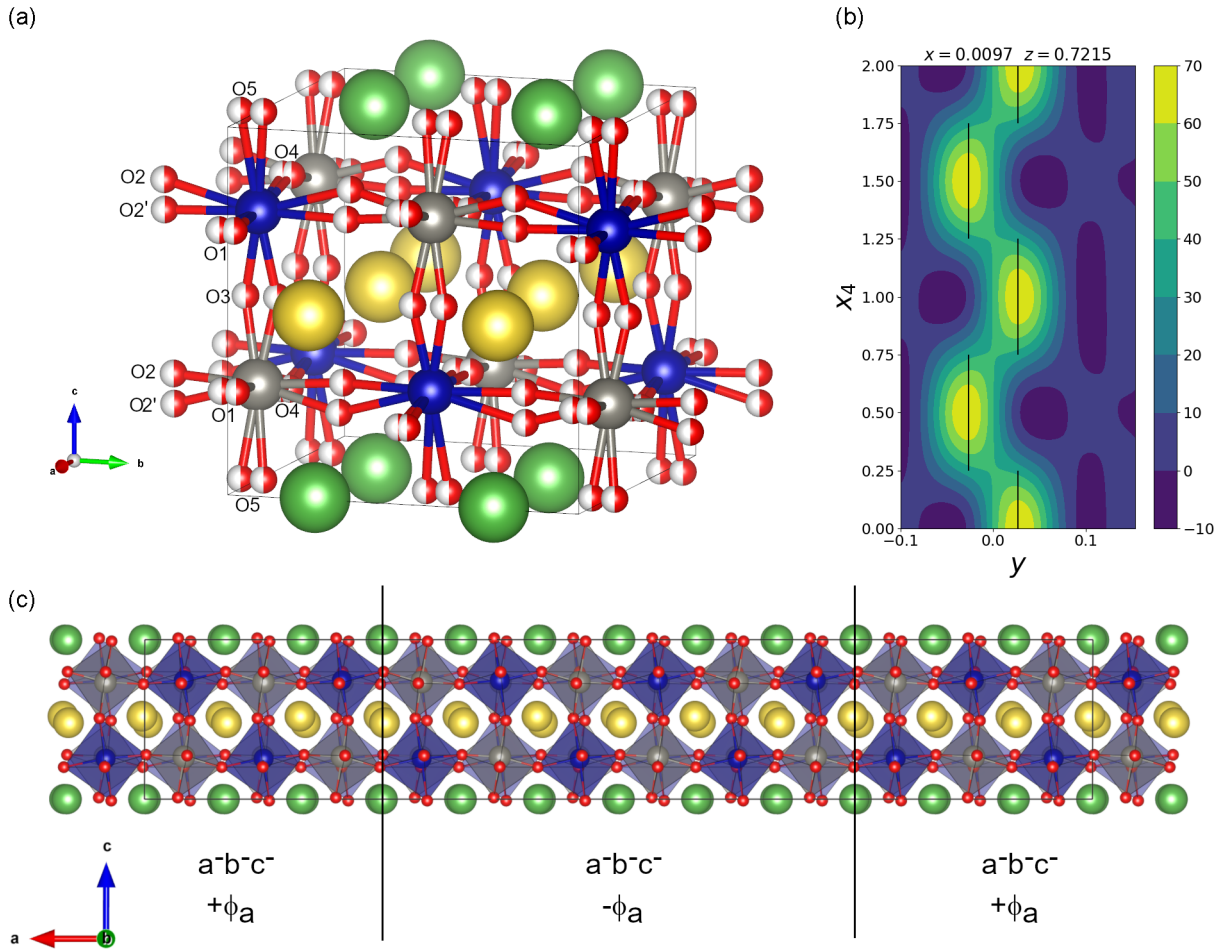 (a)
O5
O4
O2
O2'
O1
O3
O2
O2'
O1
O4
O5
c
a
b
(b)
x = 0.0097 z = 0.7215
2.00
1.75
1.50
1.25
1.00
0.75
0.50
0.25
0.00
x₄
−0.1
0.0
0.1
y
70
60
50
40
30
20
10
0
−10
(c)
a⁻b⁻c⁻ a⁻b⁻c⁻ a⁻b⁻c⁻
+ϕₐ -ϕₐ +ϕₐ
c
a
b